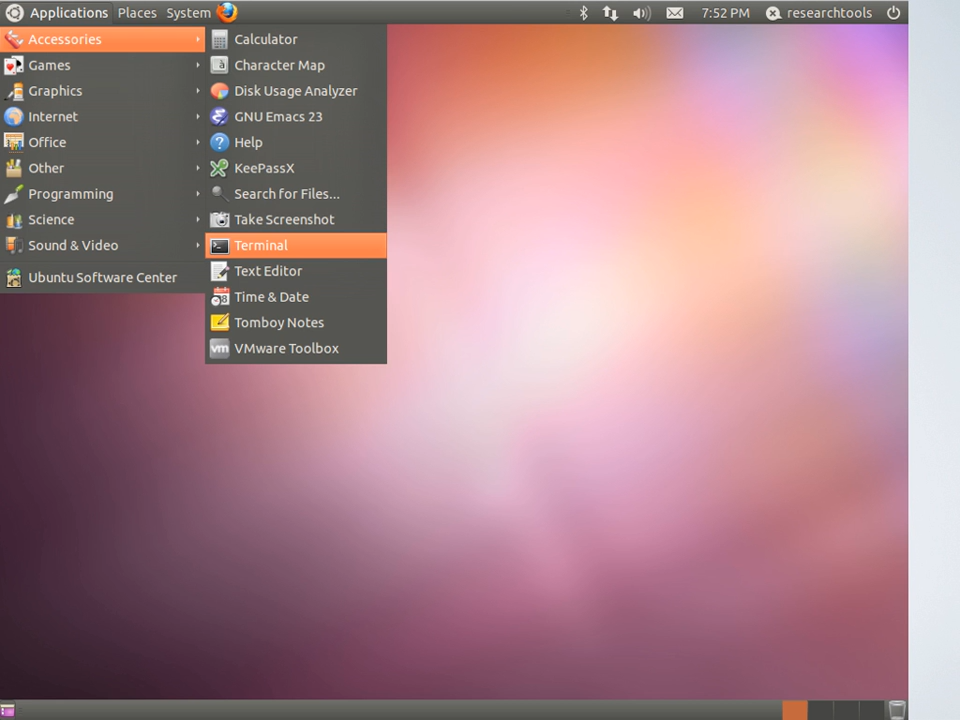 Applications Places System 7:52 PM researchtools
Accessories
Games
Graphics
Internet
Office
Other
Programming
Science
Sound & Video
Ubuntu Software Center
Calculator
Character Map
Disk Usage Analyzer
GNU Emacs 23
Help
KeePassX
Search for Files...
Take Screenshot
Terminal
Text Editor
Time & Date
Tomboy Notes
vm VMware Toolbox